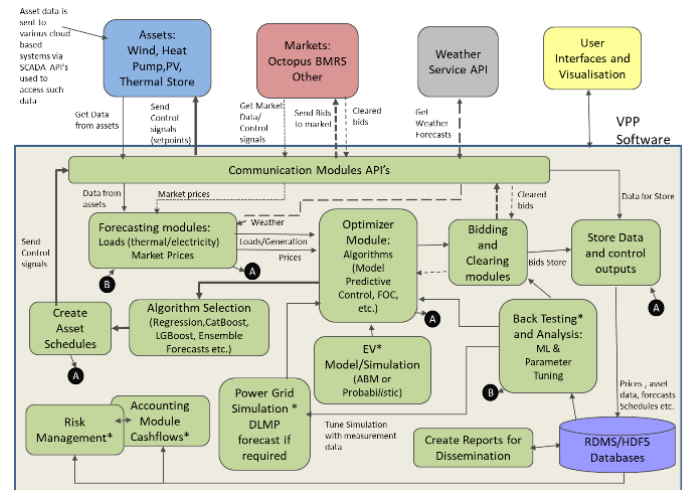 Asset data is
sent to
various cloud
based
systems via
SCADA API's
used to
access such
data
Assets:
Wind, Heat
Pump,PV,
Thermal Store
Markets:
Octopus BMRS
Other
Weather
Service API
User
Interfaces and
Visualisation
Get Data
from assets
Send
Control
signals
(setpoints)
Get Market
Data/
Control
signals
Send Bids
to market
Cleared
bids
Get
Weather
Forecasts
VPP
Software
Communication Modules API's
Data from
assets
Market prices
Weather
Cleared
bids
Data for Store
Forecasting modules:
Loads (thermal/electricity)
Market Prices
Loads/Generation
Prices
Optimizer
Module:
Algorithms
(Model
Predictive
Control, FOC,
etc.)
Bidding
and
Clearing
modules
Bids Store
Store Data
and control
outputs
Send
Control
signals
B
A
A
A
Create
Asset
Schedules
Algorithm Selection
(Regression,CatBoost,
LGBoost, Ensemble
Forecasts etc.)
A
EV*
Model/Simulation
(ABM or
Probabilistic)
Back Testing*
and Analysis:
ML &
Parameter
Tuning
B
Prices , asset
data, forecasts
Schedules etc.
Risk
Management*
Accounting
Module
Cashflows*
Power Grid
Simulation *
DLMP
forecast if
required
Tune Simulation
with measurement
data
Create Reports for
Dissemination
RDMS/HDF5
Databases